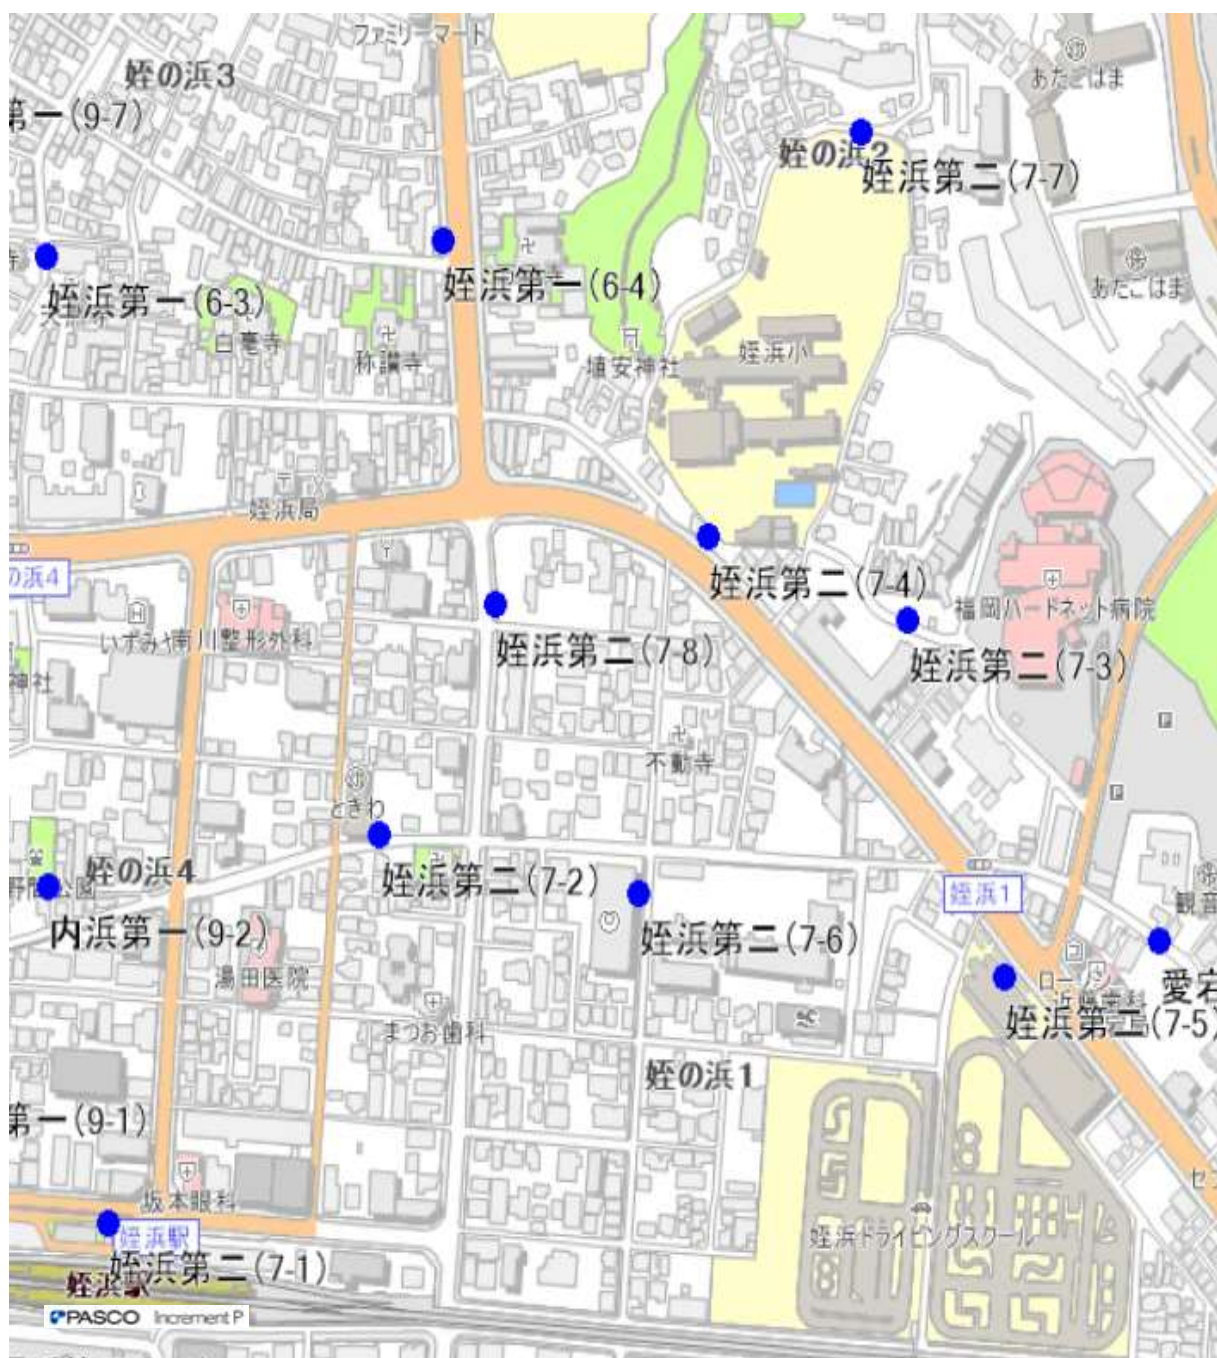 ファミリーマート
姪の浜3
あたごはま
第一(9-7)
姪の浜2
姪浜第二(7-7)
姪浜第一(6-3)
姪浜第一(6-4)
あたごはま
白毫寺
称讃寺
埴安神社
姪浜小
姪浜局
の浜4
姪浜第二(7-4)
いずみや
南川整形外科
福岡ハートネット病院
姪浜第二(7-8)
姪浜第二(7-3)
神社
不動寺
P
P
ときわ
姪の浜4
姪浜第二(7-2)
姪浜1
観音
公園
内浜第一(9-2)
姪浜第二(7-6)
湯田医院
愛宕
ローソン
姪浜第二(7-5)
まつお歯科
姪の浜1
第一(9-1)
坂本眼科
セブ
姪浜駅
姪浜ドライビングスクール
姪浜第二(7-1)
姪浜駅
PASCO Increment P